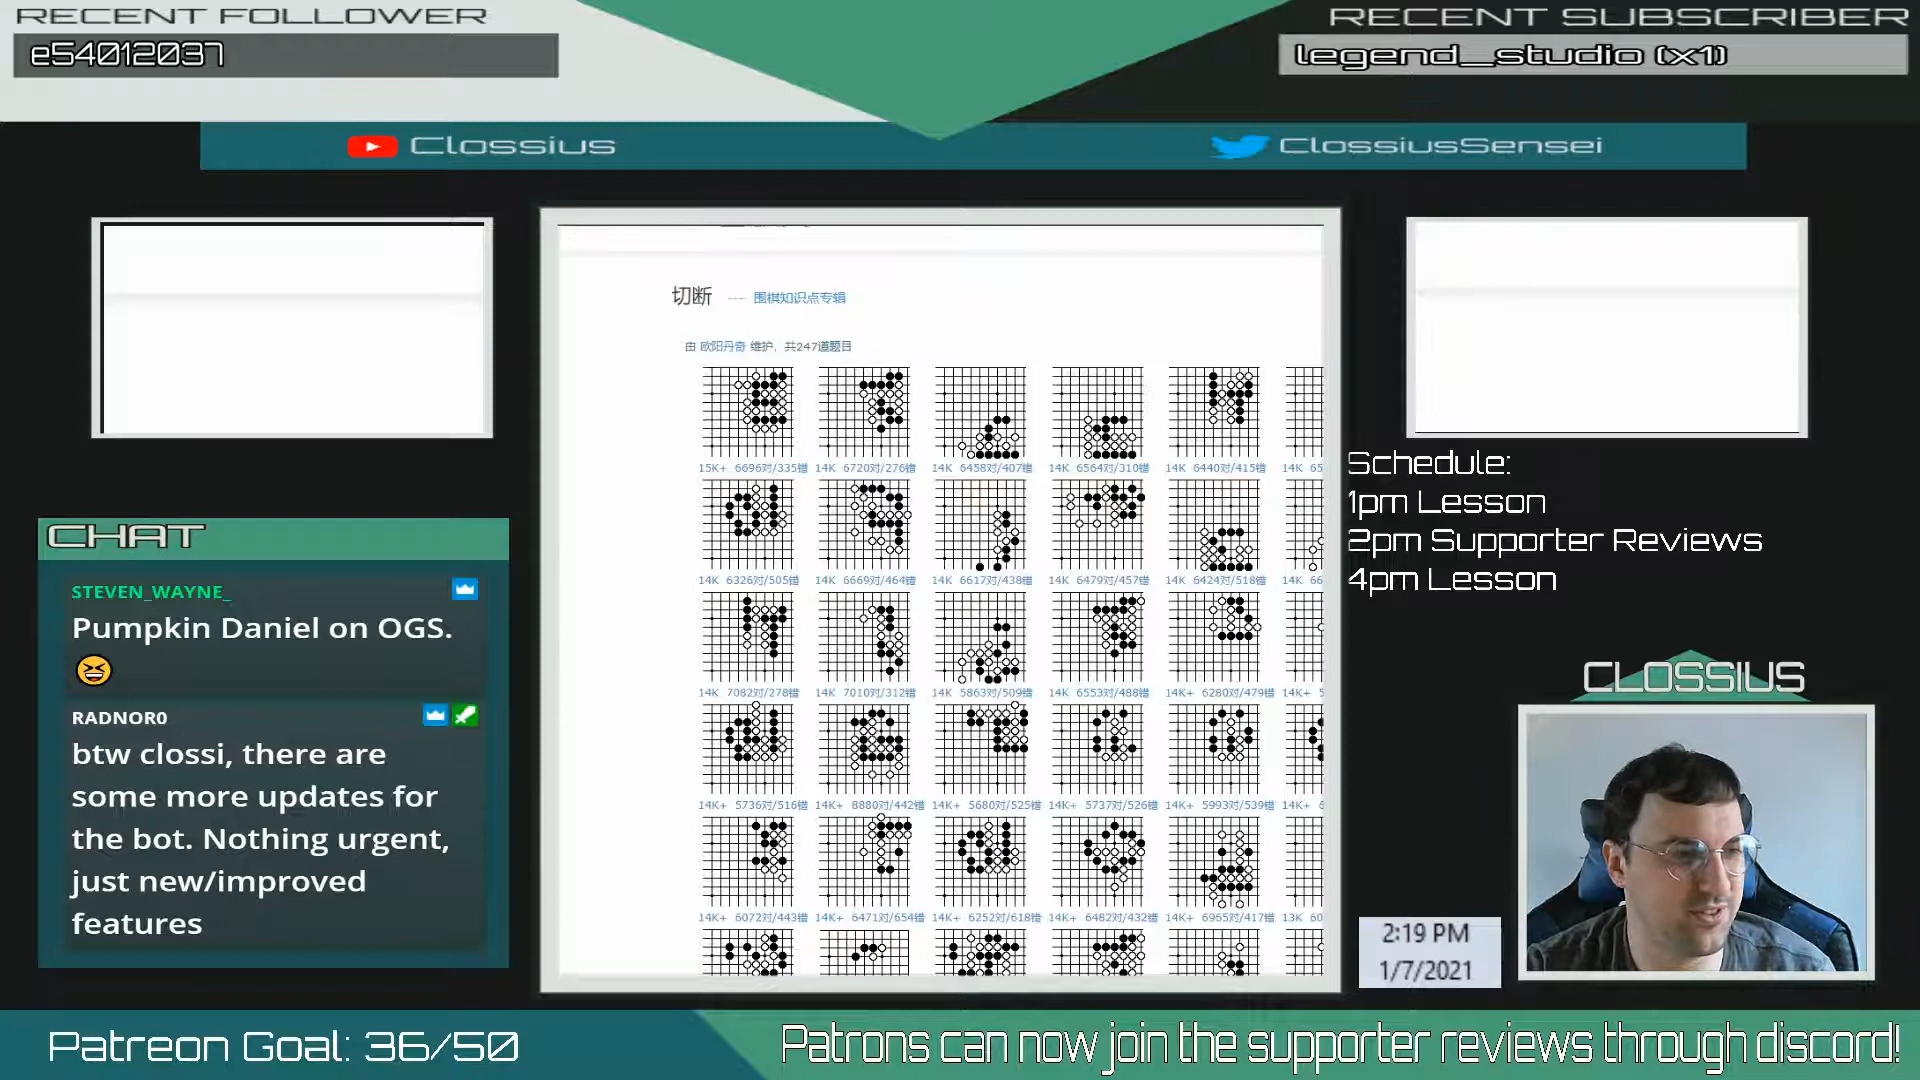 RECENT FOLLOWER
e54012037
RECENT SUBSCRIBER
legend_studio (x1)
Clossius
ClossiusSensei
切断 --- 围棋知识点专辑
由 欧阳丹奇 维护，共247道题目
15K+ 6696对/335错 14K 6720对/276错 14K 6458对/407错 14K 6564对/310错 14K 6440对/415错 14K 65
14K 6326对/505错 14K 6669对/464错 14K 6617对/438错 14K 6479对/457错 14K 6424对/518错 14K 66
14K 7082对/278错 14K 7010对/312错 14K 5863对/509错 14K 6553对/488错 14K+ 6280对/479错 14K+ 5
14K+ 5736对/516错 14K+ 8880对/442错 14K+ 5680对/525错 14K+ 5737对/526错 14K+ 5993对/539错 14K+ 6
14K+ 6072对/443错 14K+ 6471对/654错 14K+ 6252对/618错 14K+ 6482对/432错 14K+ 6965对/417错 13K 60
Schedule:
1pm Lesson
2pm Supporter Reviews
4pm Lesson
CHAT
STEVEN_WAYNE_
Pumpkin Daniel on OGS.
RADNOR0
btw clossi, there are
some more updates for
the bot. Nothing urgent,
just new/improved
features
CLOSSIUS
2:19 PM
1/7/2021
Patreon Goal: 36/50
Patrons can now join the supporter reviews through discord!